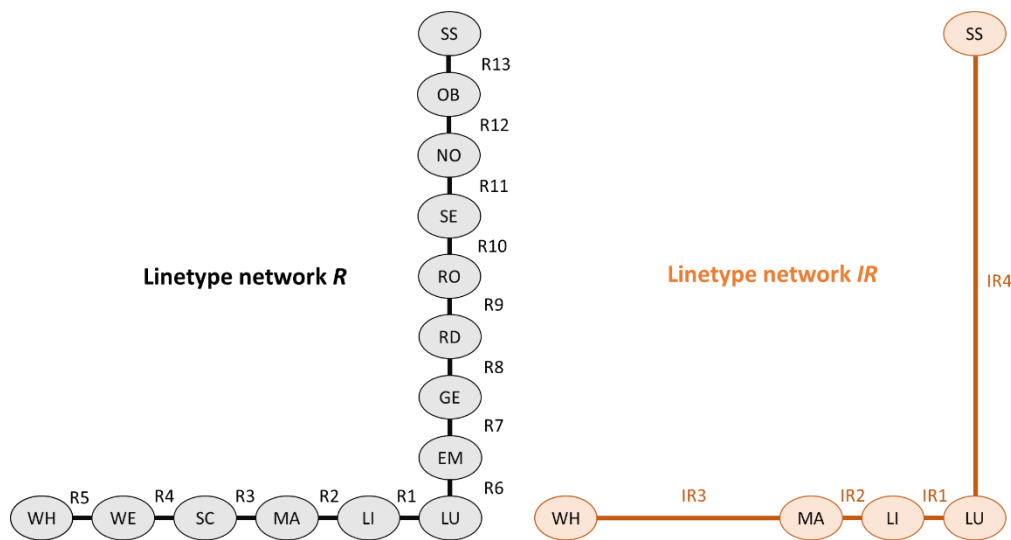 SS
R13
OB
R12
NO
R11
SE
R10
RO
R9
RD
R8
GE
R7
EM
R6
WH
R5
WE
R4
SC
R3
MA
R2
LI
R1
LU
Linetype network R
SS
IR4
Linetype network IR
WH
IR3
MA
IR2
LI
IR1
LU